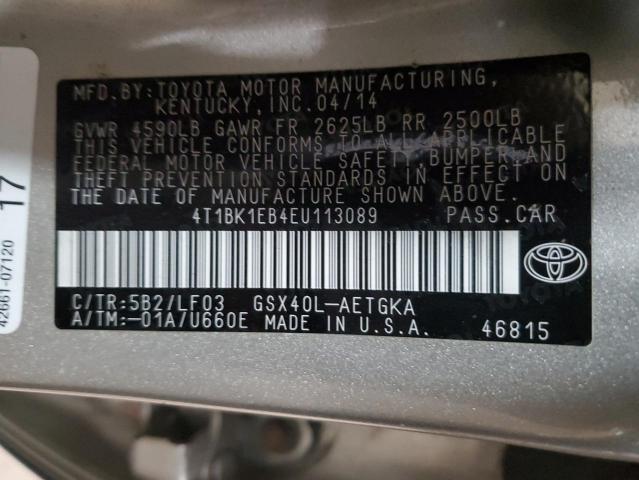 MFD.BY:TOYOTA MOTOR MANUFACTURING,
KENTUCKY,INC.04/14
GVWR 4590LB GAWR FR 2625LB RR 2500LB
THIS VEHICLE CONFORMS TO ALL APPLICABLE
FEDERAL MOTOR VEHICLE SAFETY BUMPER AND
THEFT PREVENTION STANDARDS IN EFFECT ON
THE DATE OF MANUFACTURE SHOWN ABOVE.
4T1BK1EB4EU113089 PASS.CAR
C/TR:5B2/LF03 GSX40L-AETGKA
A/TM:-01A/U660E MADE IN U.S.A. 46815
TOYOTA
42661-07120
17